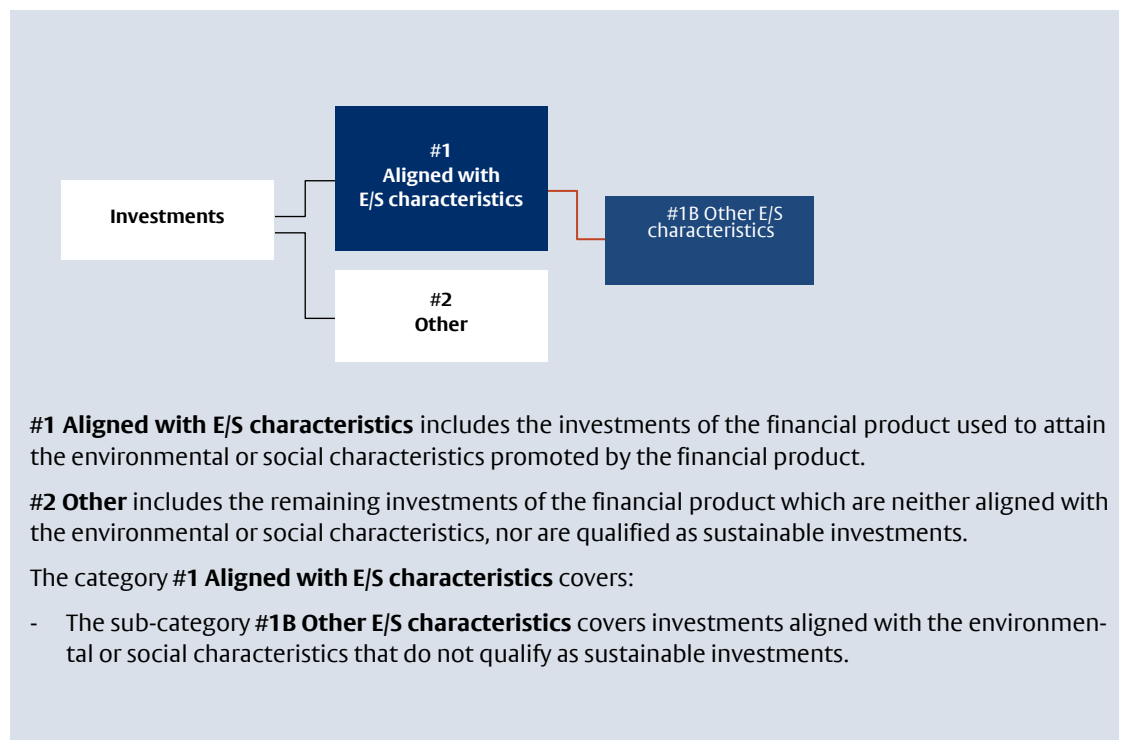 #1
Aligned with
E/S characteristics
Investments
#1B Other E/S
characteristics
#2
Other
#1 Aligned with E/S characteristics includes the investments of the financial product used to attain
the environmental or social characteristics promoted by the financial product.
#2 Other includes the remaining investments of the financial product which are neither aligned with
the environmental or social characteristics, nor are qualified as sustainable investments.
The category #1 Aligned with E/S characteristics covers:
- The sub-category #1B Other E/S characteristics covers investments aligned with the environmen-
tal or social characteristics that do not qualify as sustainable investments.